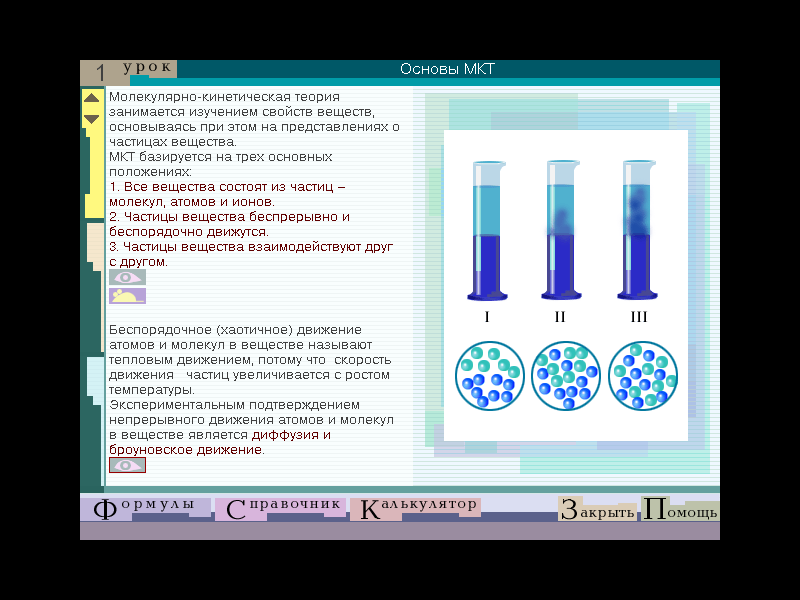 1 урок
Основы МКТ
Молекулярно-кинетическая теория
занимается изучением свойств веществ,
основываясь при этом на представлениях о
частицах вещества.
МКТ базируется на трех основных
положениях:
1. Все вещества состоят из частиц –
молекул, атомов и ионов.
2. Частицы вещества беспрерывно и
беспорядочно движутся.
3. Частицы вещества взаимодействуют друг
с другом.
Беспорядочное (хаотичное) движение
атомов и молекул в веществе называют
тепловым движением, потому что скорость
движения частиц увеличивается с ростом
температуры.
Экспериментальным подтверждением
непрерывного движения атомов и молекул
в веществе является диффузия и
броуновское движение.
I II III
Формулы Справочник Калькулятор Закрыть Помощь